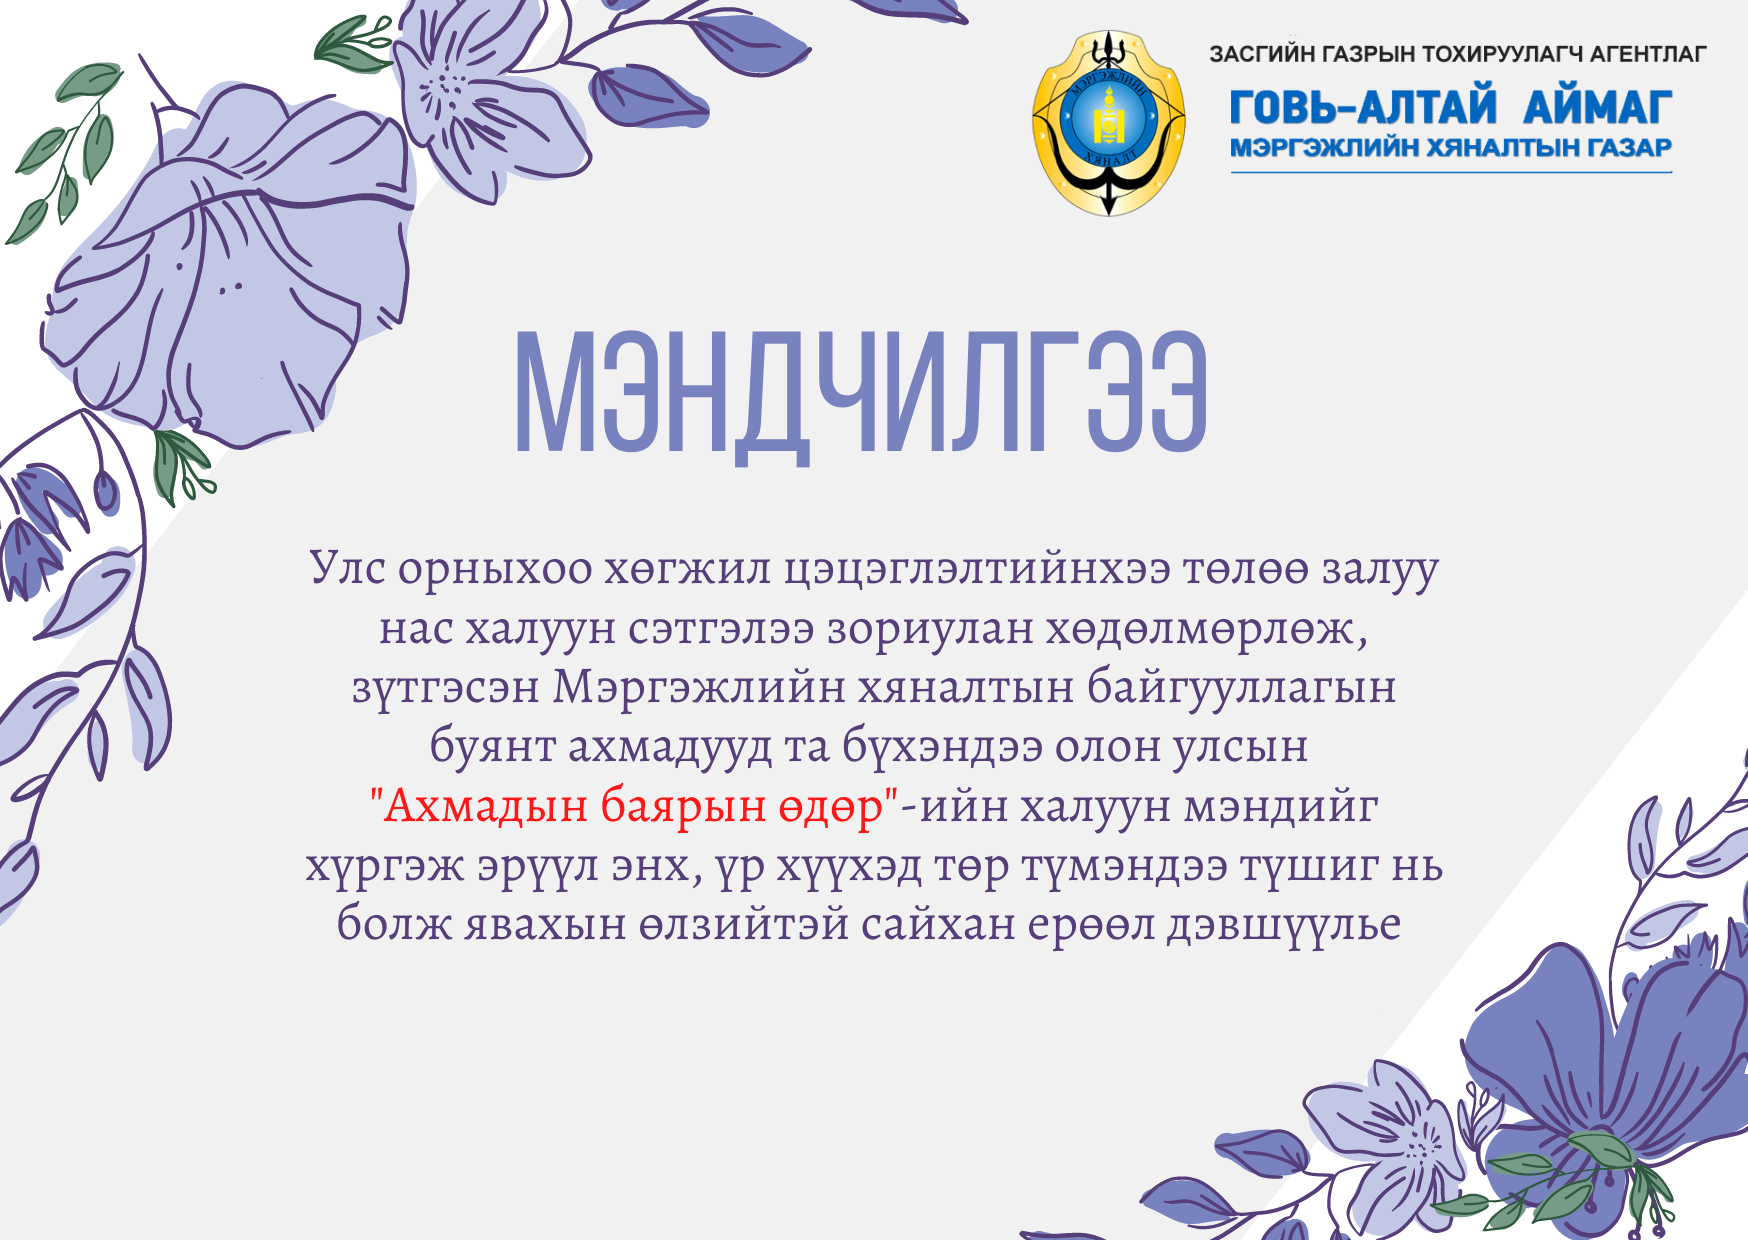 ЗАСГИЙН ГАЗРЫН ТОХИРУУЛАГЧ АГЕНТЛАГ
ГОВЬ-АЛТАЙ АЙМАГ
МЭРГЭЖЛИЙН ХЯНАЛТЫН ГАЗАР
МЭРГЭЖЛИЙН
ХЯНАЛТ
МЭНДЧИЛГЭЭ
Улс орныхоо хөгжил цэцэглэлтийнхээ төлөө залуу
нас халуун сэтгэлээ зориулан хөдөлмөрлөж,
зүтгэсэн Мэргэжлийн хяналтын байгууллагын
буянт ахмадууд та бүхэндээ олон улсын
"Ахмадын баярын өдөр"-ийн халуун мэндийг
хүргэж эрүүл энх, үр хүүхэд төр түмэндээ түшиг нь
болж явахын өлзийтэй сайхан ерөөл дэвшүүлье